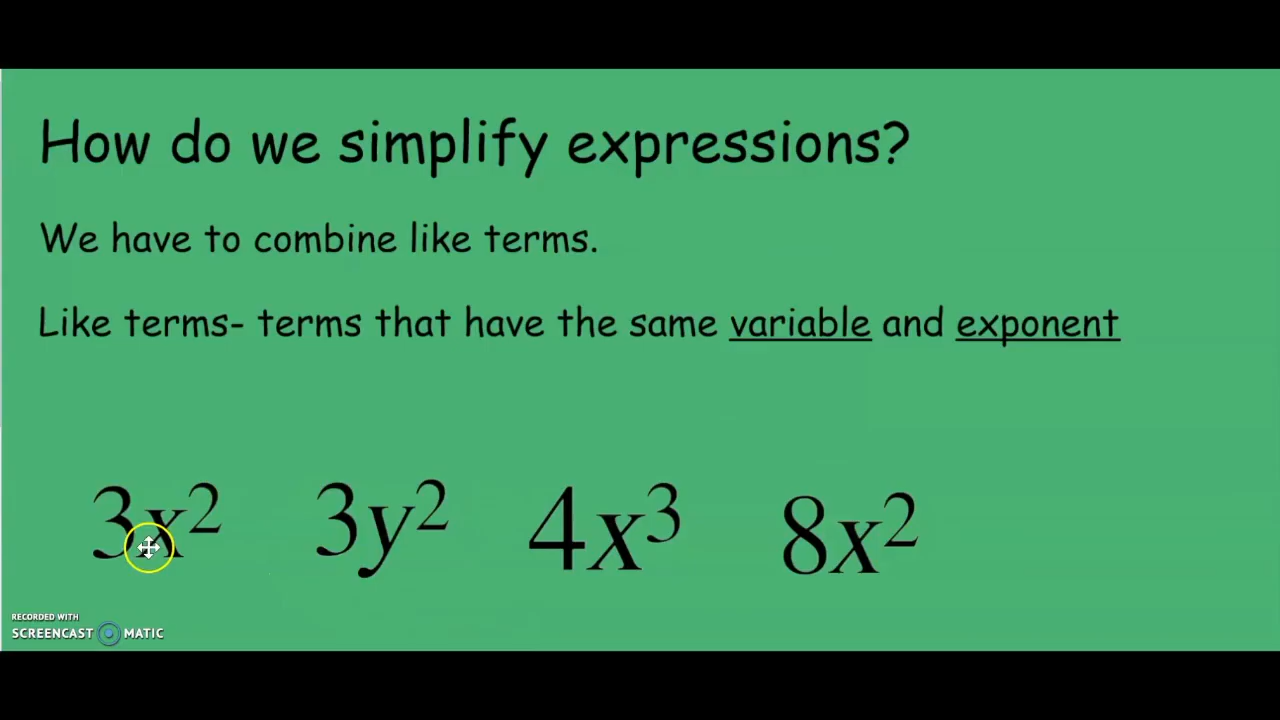 How do we simplify expressions?
We have to combine like terms.
Like terms- terms that have the same variable and exponent
3x² 3y² 4x³ 8x²
RECORDED WITH
SCREENCAST MATIC